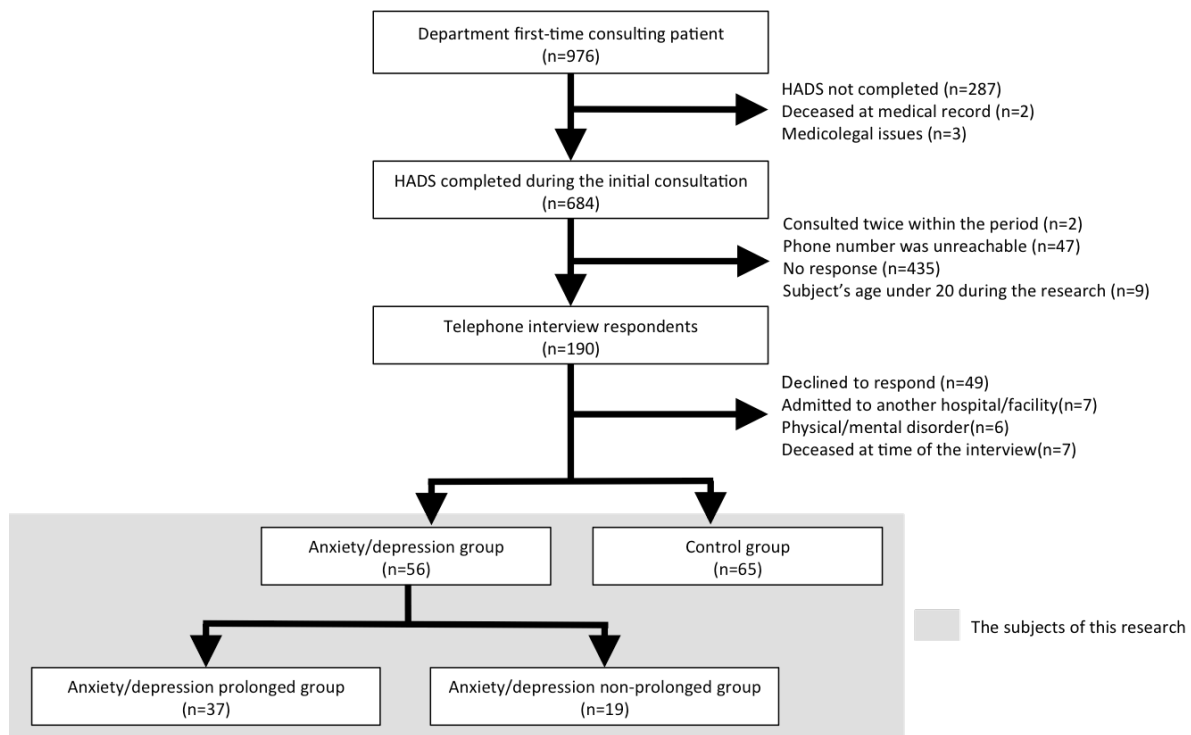 Department first-time consulting patient
(n=976)
HADS not completed (n=287)
Deceased at medical record (n=2)
Medicolegal issues (n=3)
HADS completed during the initial consultation
(n=684)
Consulted twice within the period (n=2)
Phone number was unreachable (n=47)
No response (n=435)
Subject's age under 20 during the research (n=9)
Telephone interview respondents
(n=190)
Declined to respond (n=49)
Admitted to another hospital/facility(n=7)
Physical/mental disorder(n=6)
Deceased at time of the interview(n=7)
Anxiety/depression group
(n=56)
Control group
(n=65)
The subjects of this research
Anxiety/depression prolonged group
(n=37)
Anxiety/depression non-prolonged group
(n=19)